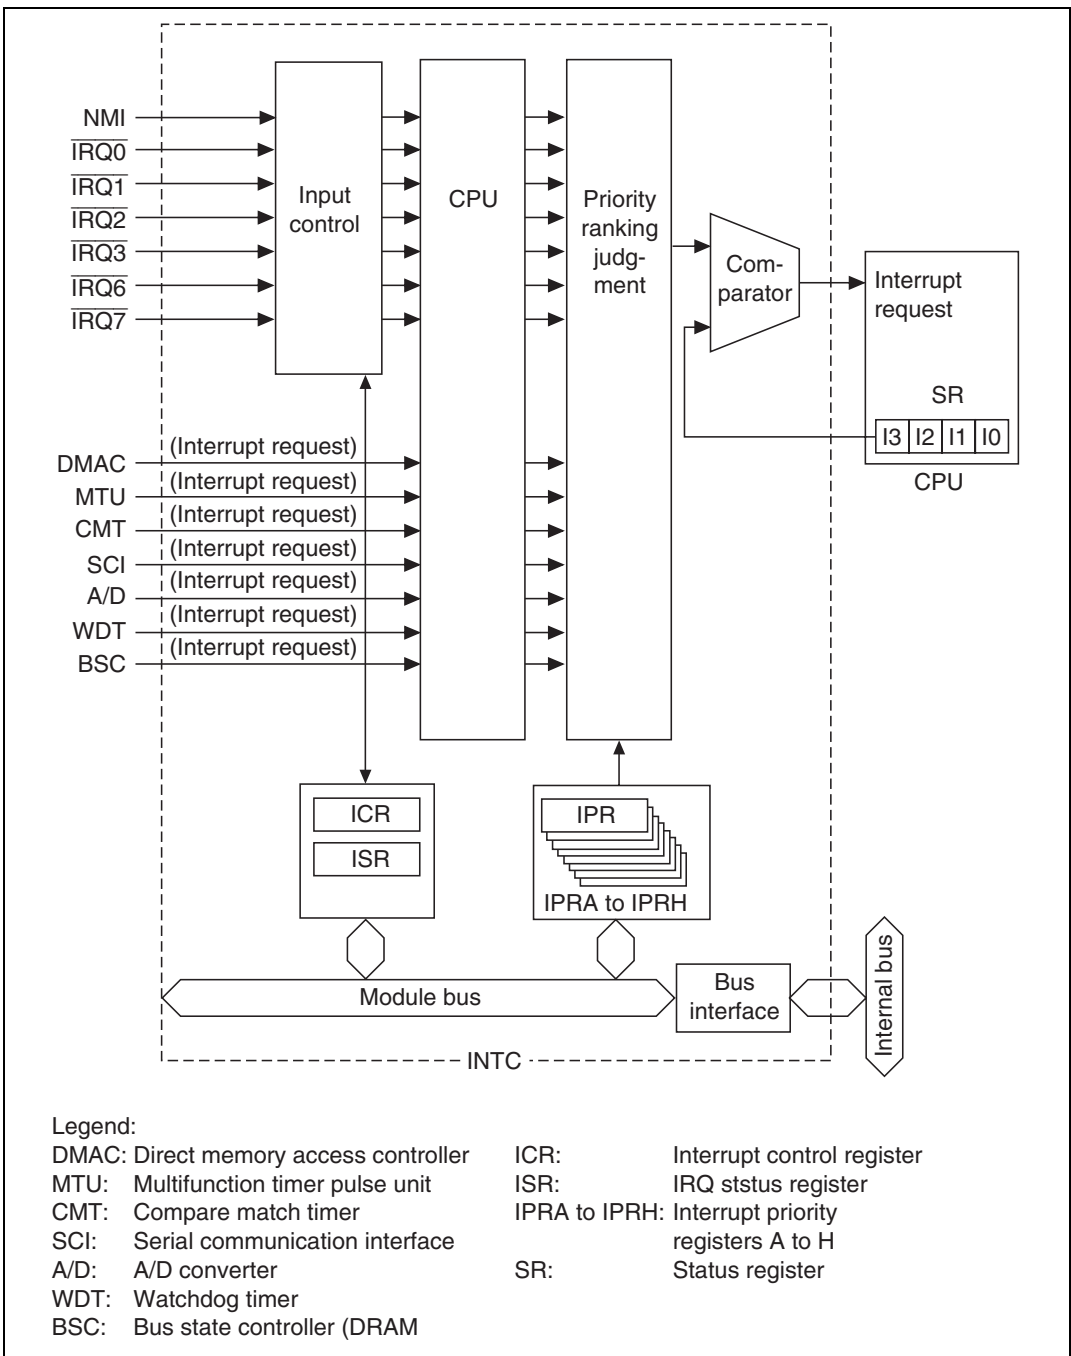 NMI
IRQ0
IRQ1
IRQ2
IRQ3
IRQ6
IRQ7
Input
control
CPU
Priority
ranking
judg-
ment
Com-
parator
Interrupt
request
SR
I3 I2 I1 I0
CPU
DMAC (Interrupt request)
MTU (Interrupt request)
CMT (Interrupt request)
SCI (Interrupt request)
A/D (Interrupt request)
WDT (Interrupt request)
BSC (Interrupt request)
ICR
ISR
IPR
IPRA to IPRH
Module bus
Bus
interface
Internal bus
INTC
Legend:
DMAC: Direct memory access controller
MTU: Multifunction timer pulse unit
CMT: Compare match timer
SCI: Serial communication interface
A/D: A/D converter
WDT: Watchdog timer
BSC: Bus state controller (DRAM
ICR: Interrupt control register
ISR: IRQ ststus register
IPRA to IPRH: Interrupt priority
registers A to H
SR: Status register